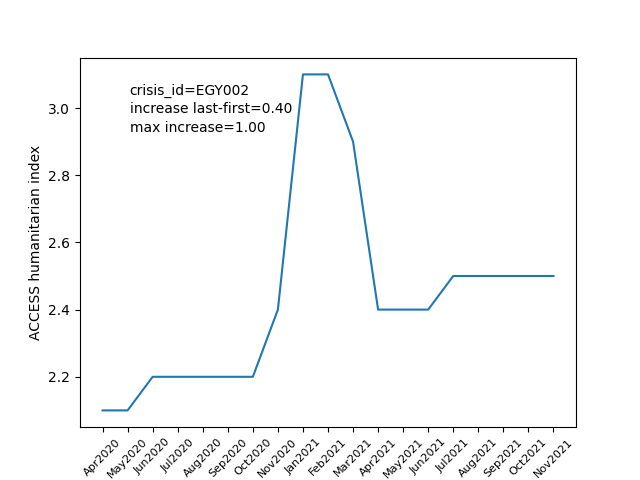 crisis_id=EGY002
increase last-first=0.40
max increase=1.00
ACCESS humanitarian index
3.0
2.8
2.6
2.4
2.2
Apr2020
May2020
Jun2020
Jul2020
Aug2020
Sep2020
Oct2020
Nov2020
Jan2021
Feb2021
Mar2021
Apr2021
May2021
Jun2021
Jul2021
Aug2021
Sep2021
Oct2021
Nov2021